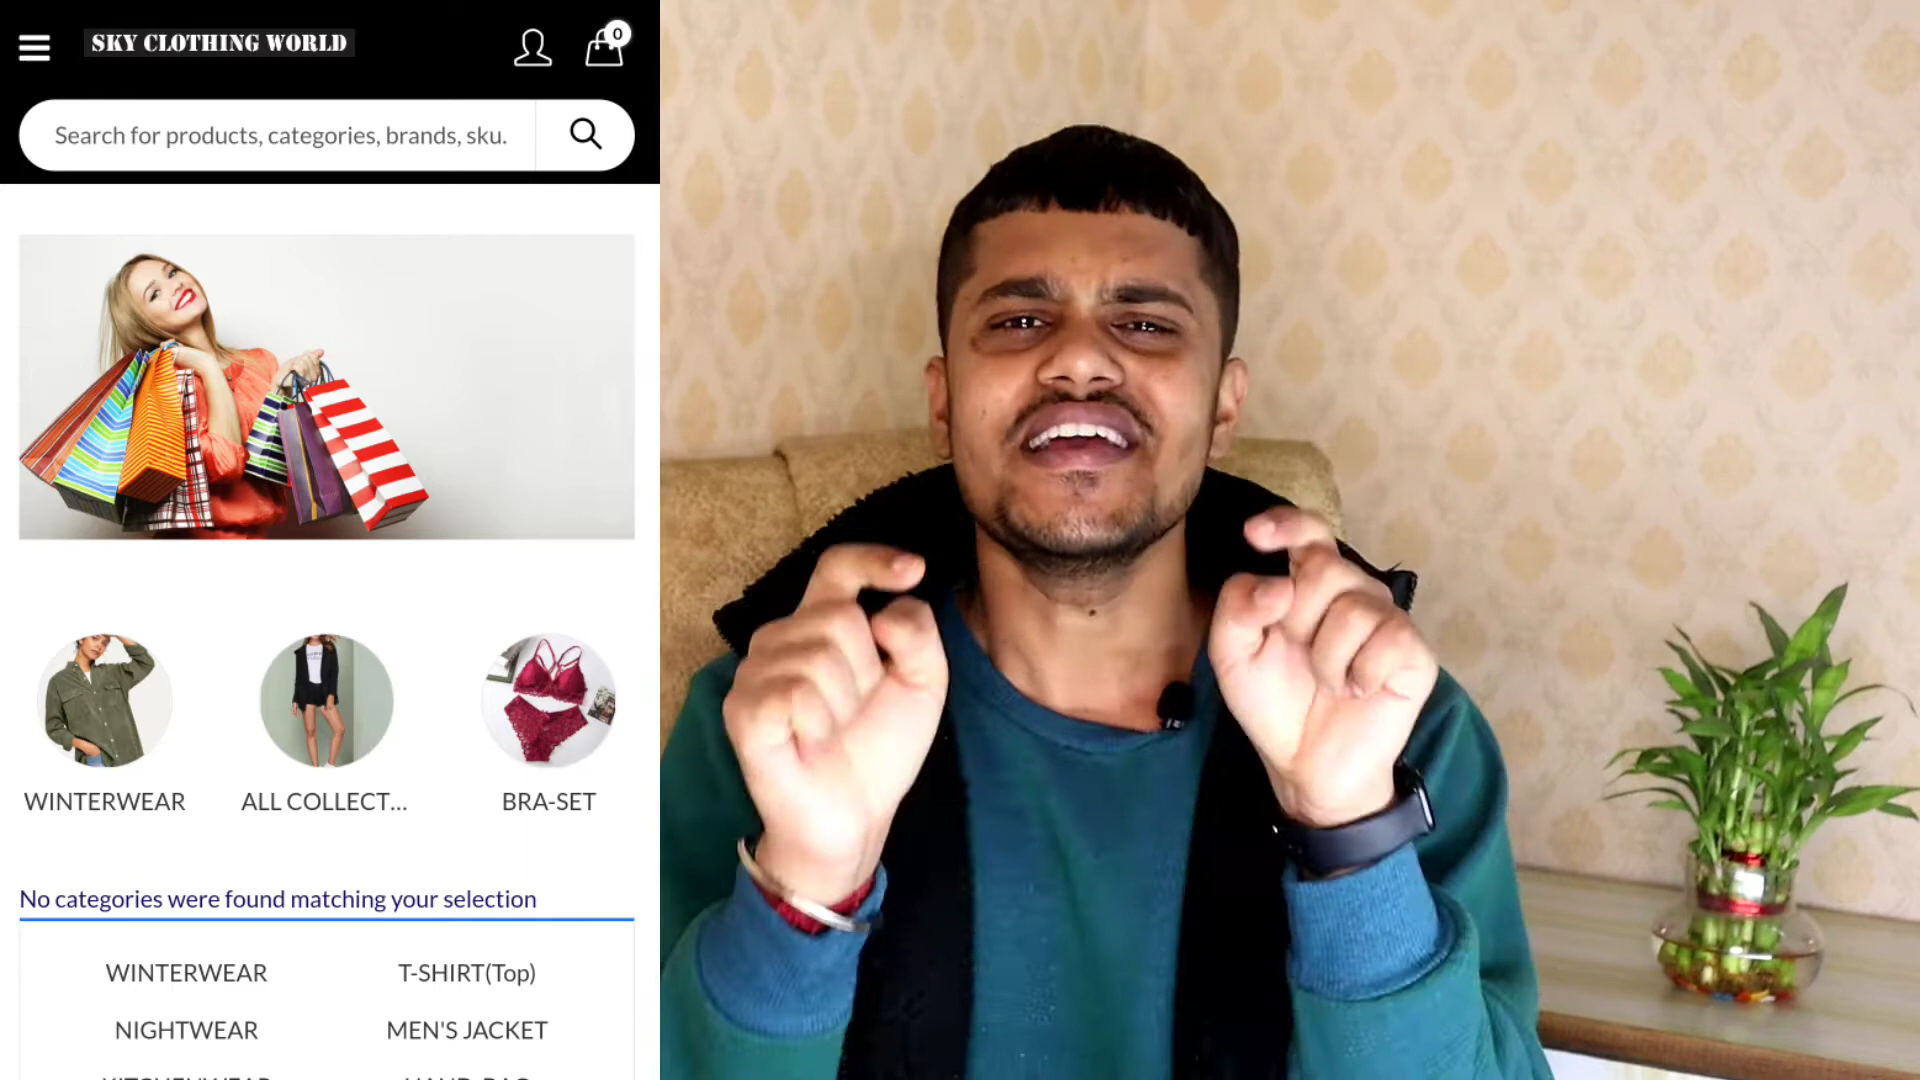 SKY CLOTHING WORLD
0
Search for products, categories, brands, sku.
WINTERWEAR
ALL COLLECT...
BRA-SET
No categories were found matching your selection
WINTERWEAR
T-SHIRT(Top)
NIGHTWEAR
MEN'S JACKET